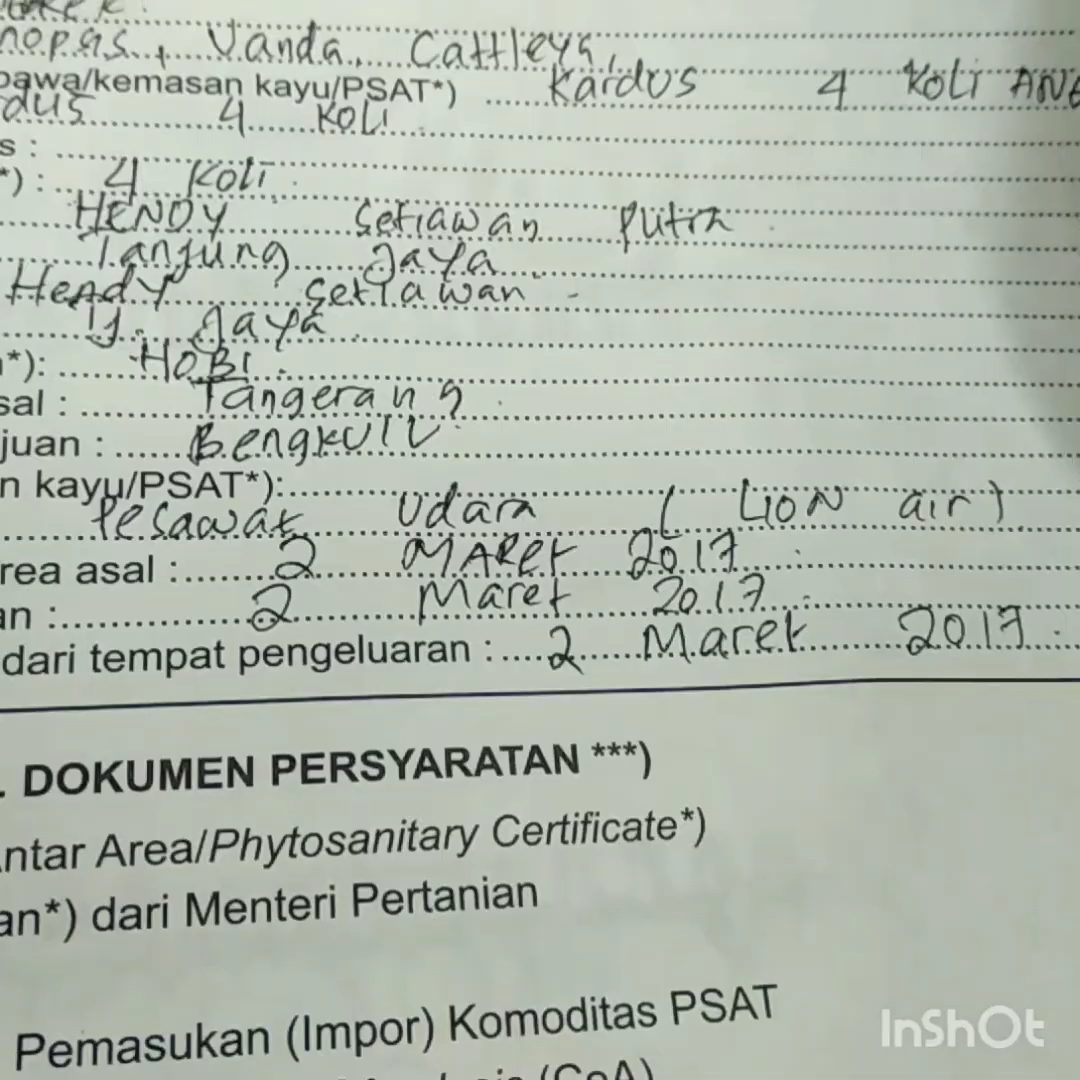 nopas, Vanda, Cattleya,
bawa/kemasan kayu/PSAT*) Kardus 4 Koli ANG
dus 4 Koli
s :
*) : 4 Koli
HENDY Setiawan Putra
Tanjung Jaya
Hendy Setiawan
Tj. Jaya
n*): HOBI
sal : Tangerang
juan : Bengkulu
n kayu/PSAT*):
Pesawat Udara ( LION air )
rea asal : 2 MARet 2017
an : 2 Maret 2017
dari tempat pengeluaran : 2 Maret 2017
. DOKUMEN PERSYARATAN ***)
ntar Area/Phytosanitary Certificate*)
an*) dari Menteri Pertanian
Pemasukan (Impor) Komoditas PSAT
(CoA)
InShOt